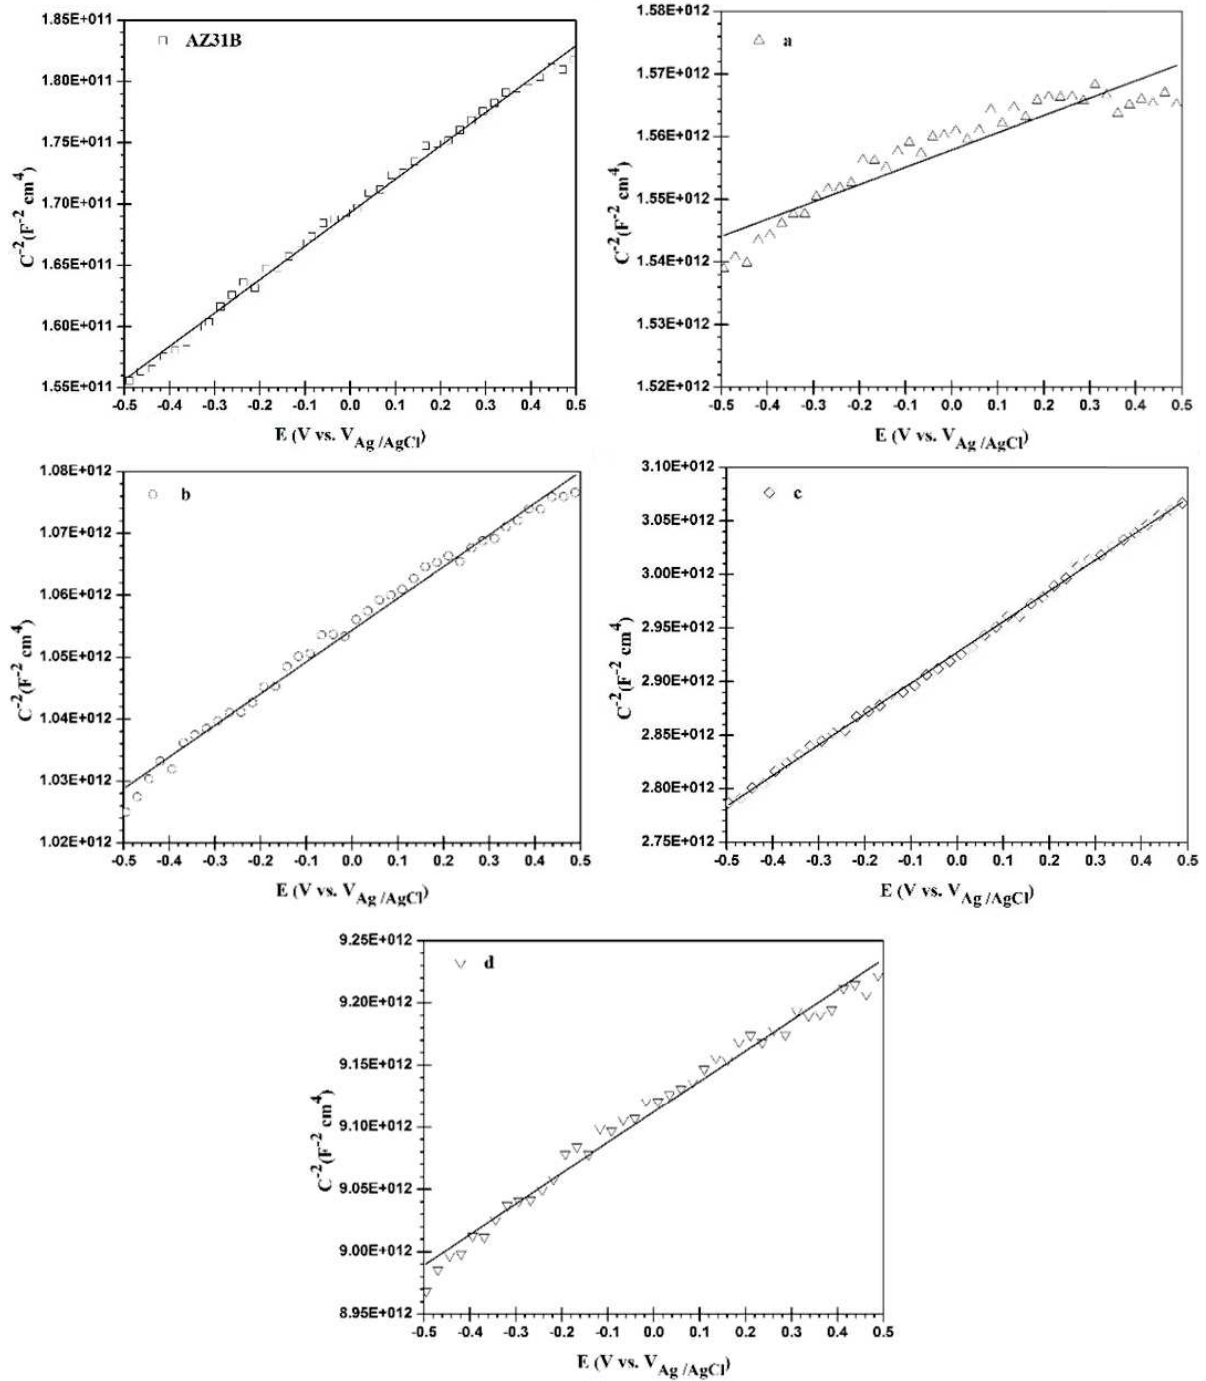 AZ31B
1.85E+011
1.80E+011
1.75E+011
1.70E+011
1.65E+011
1.60E+011
1.55E+011
C⁻²(F⁻² cm⁴)
-0.5 -0.4 -0.3 -0.2 -0.1 0.0 0.1 0.2 0.3 0.4 0.5
E (V vs. V Ag /AgCl)
a
1.58E+012
1.57E+012
1.56E+012
1.55E+012
1.54E+012
1.53E+012
1.52E+012
C⁻²(F⁻² cm⁴)
-0.5 -0.4 -0.3 -0.2 -0.1 0.0 0.1 0.2 0.3 0.4 0.5
E (V vs. V Ag /AgCl)
b
1.08E+012
1.07E+012
1.06E+012
1.05E+012
1.04E+012
1.03E+012
1.02E+012
C⁻²(F⁻² cm⁴)
-0.5 -0.4 -0.3 -0.2 -0.1 0.0 0.1 0.2 0.3 0.4 0.5
E (V vs. V Ag /AgCl)
c
3.10E+012
3.05E+012
3.00E+012
2.95E+012
2.90E+012
2.85E+012
2.80E+012
2.75E+012
C⁻²(F⁻² cm⁴)
-0.5 -0.4 -0.3 -0.2 -0.1 0.0 0.1 0.2 0.3 0.4 0.5
E (V vs. V Ag /AgCl)
d
9.25E+012
9.20E+012
9.15E+012
9.10E+012
9.05E+012
9.00E+012
8.95E+012
C⁻²(F⁻² cm⁴)
-0.5 -0.4 -0.3 -0.2 -0.1 0.0 0.1 0.2 0.3 0.4 0.5
E (V vs. V Ag /AgCl)